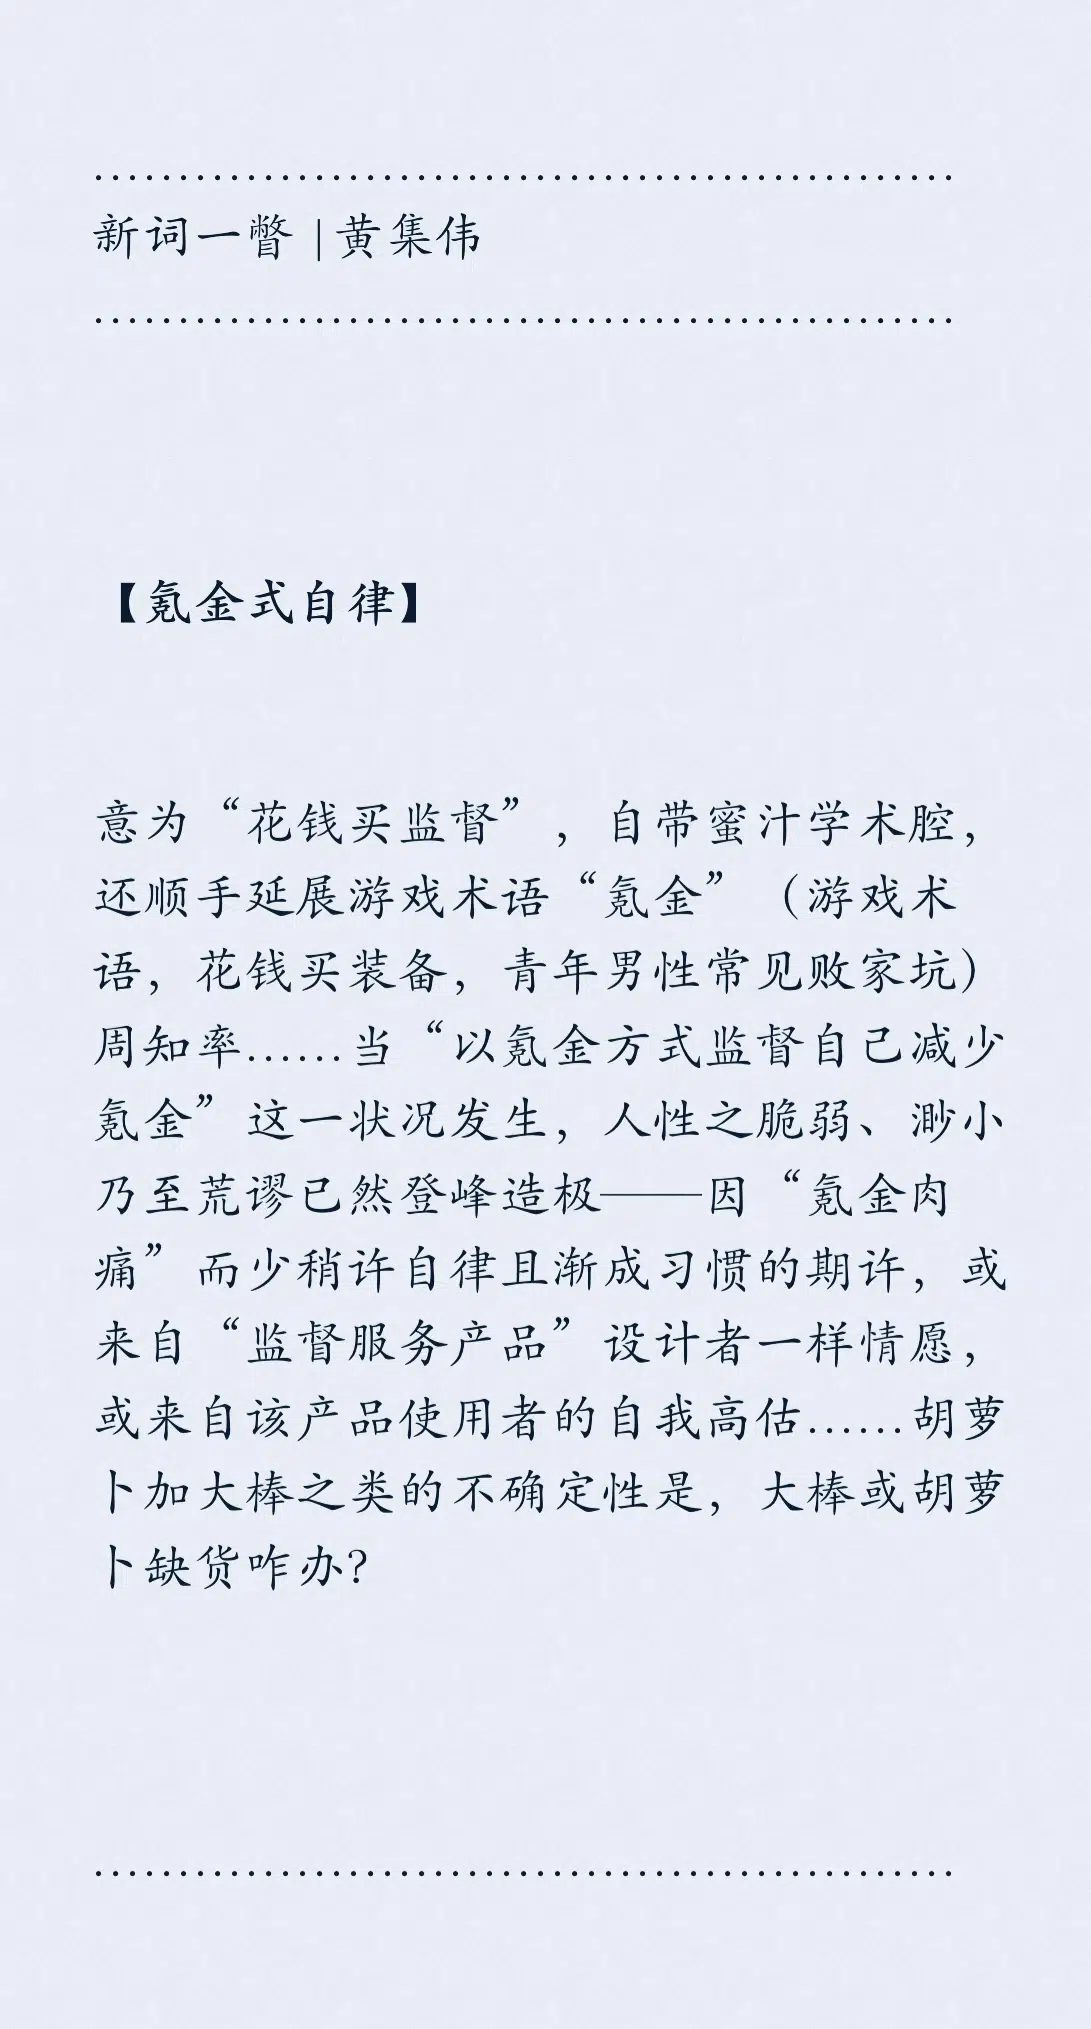 新词一瞥 | 黄集伟
【氪金式自律】
意为“花钱买监督”，自带蜜汁学术腔，
还顺手延展游戏术语“氪金”（游戏术
语，花钱买装备，青年男性常见败家坑）
周知率……当“以氪金方式监督自己减少
氪金”这一状况发生，人性之脆弱、渺小
乃至荒谬已然登峰造极——因“氪金肉
痛”而少稍许自律且渐成习惯的期许，或
来自“监督服务产品”设计者一样情愿，
或来自该产品使用者的自我高估……胡萝
卜加大棒之类的不确定性是，大棒或胡萝
卜缺货咋办？